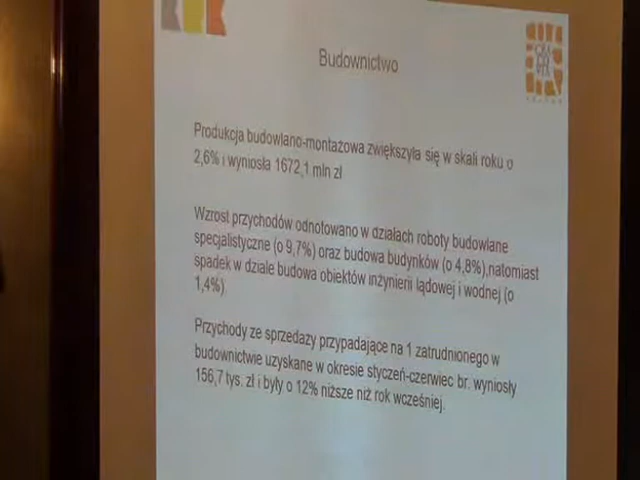 Budownictwo
Produkcja budowlano-montażowa zwiększyła się w skali roku o
2,6% i wyniosła 1672,1 mln zł
Wzrost przychodów odnotowano w działach roboty budowlane
specjalistyczne (o 9,7%) oraz budowa budynków (o 4,8%),natomiast
spadek w dziale budowa obiektów inżynierii lądowej i wodnej (o
1,4%)
Przychody ze sprzedaży przypadające na 1 zatrudnionego w
budownictwie uzyskane w okresie styczeń-czerwiec br. wyniosły
156,7 tys. zł i były o 12% niższe niż rok wcześniej.